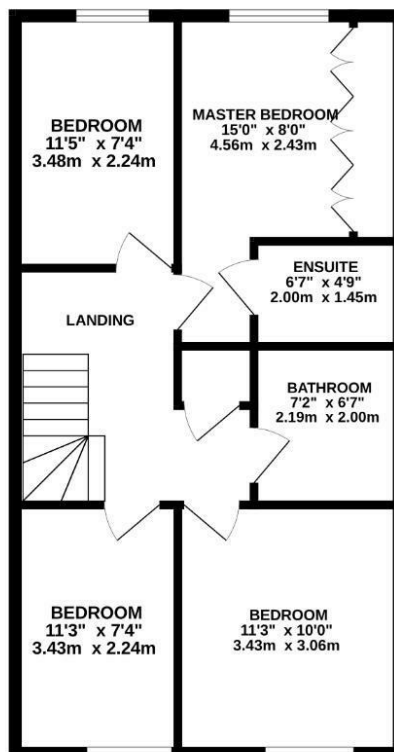 BEDROOM
11'5" x 7'4"
3.48m x 2.24m
MASTER BEDROOM
15'0" x 8'0"
4.56m x 2.43m
ENSUITE
6'7" x 4'9"
2.00m x 1.45m
LANDING
BATHROOM
7'2" x 6'7"
2.19m x 2.00m
BEDROOM
11'3" x 7'4"
3.43m x 2.24m
BEDROOM
11'3" x 10'0"
3.43m x 3.06m